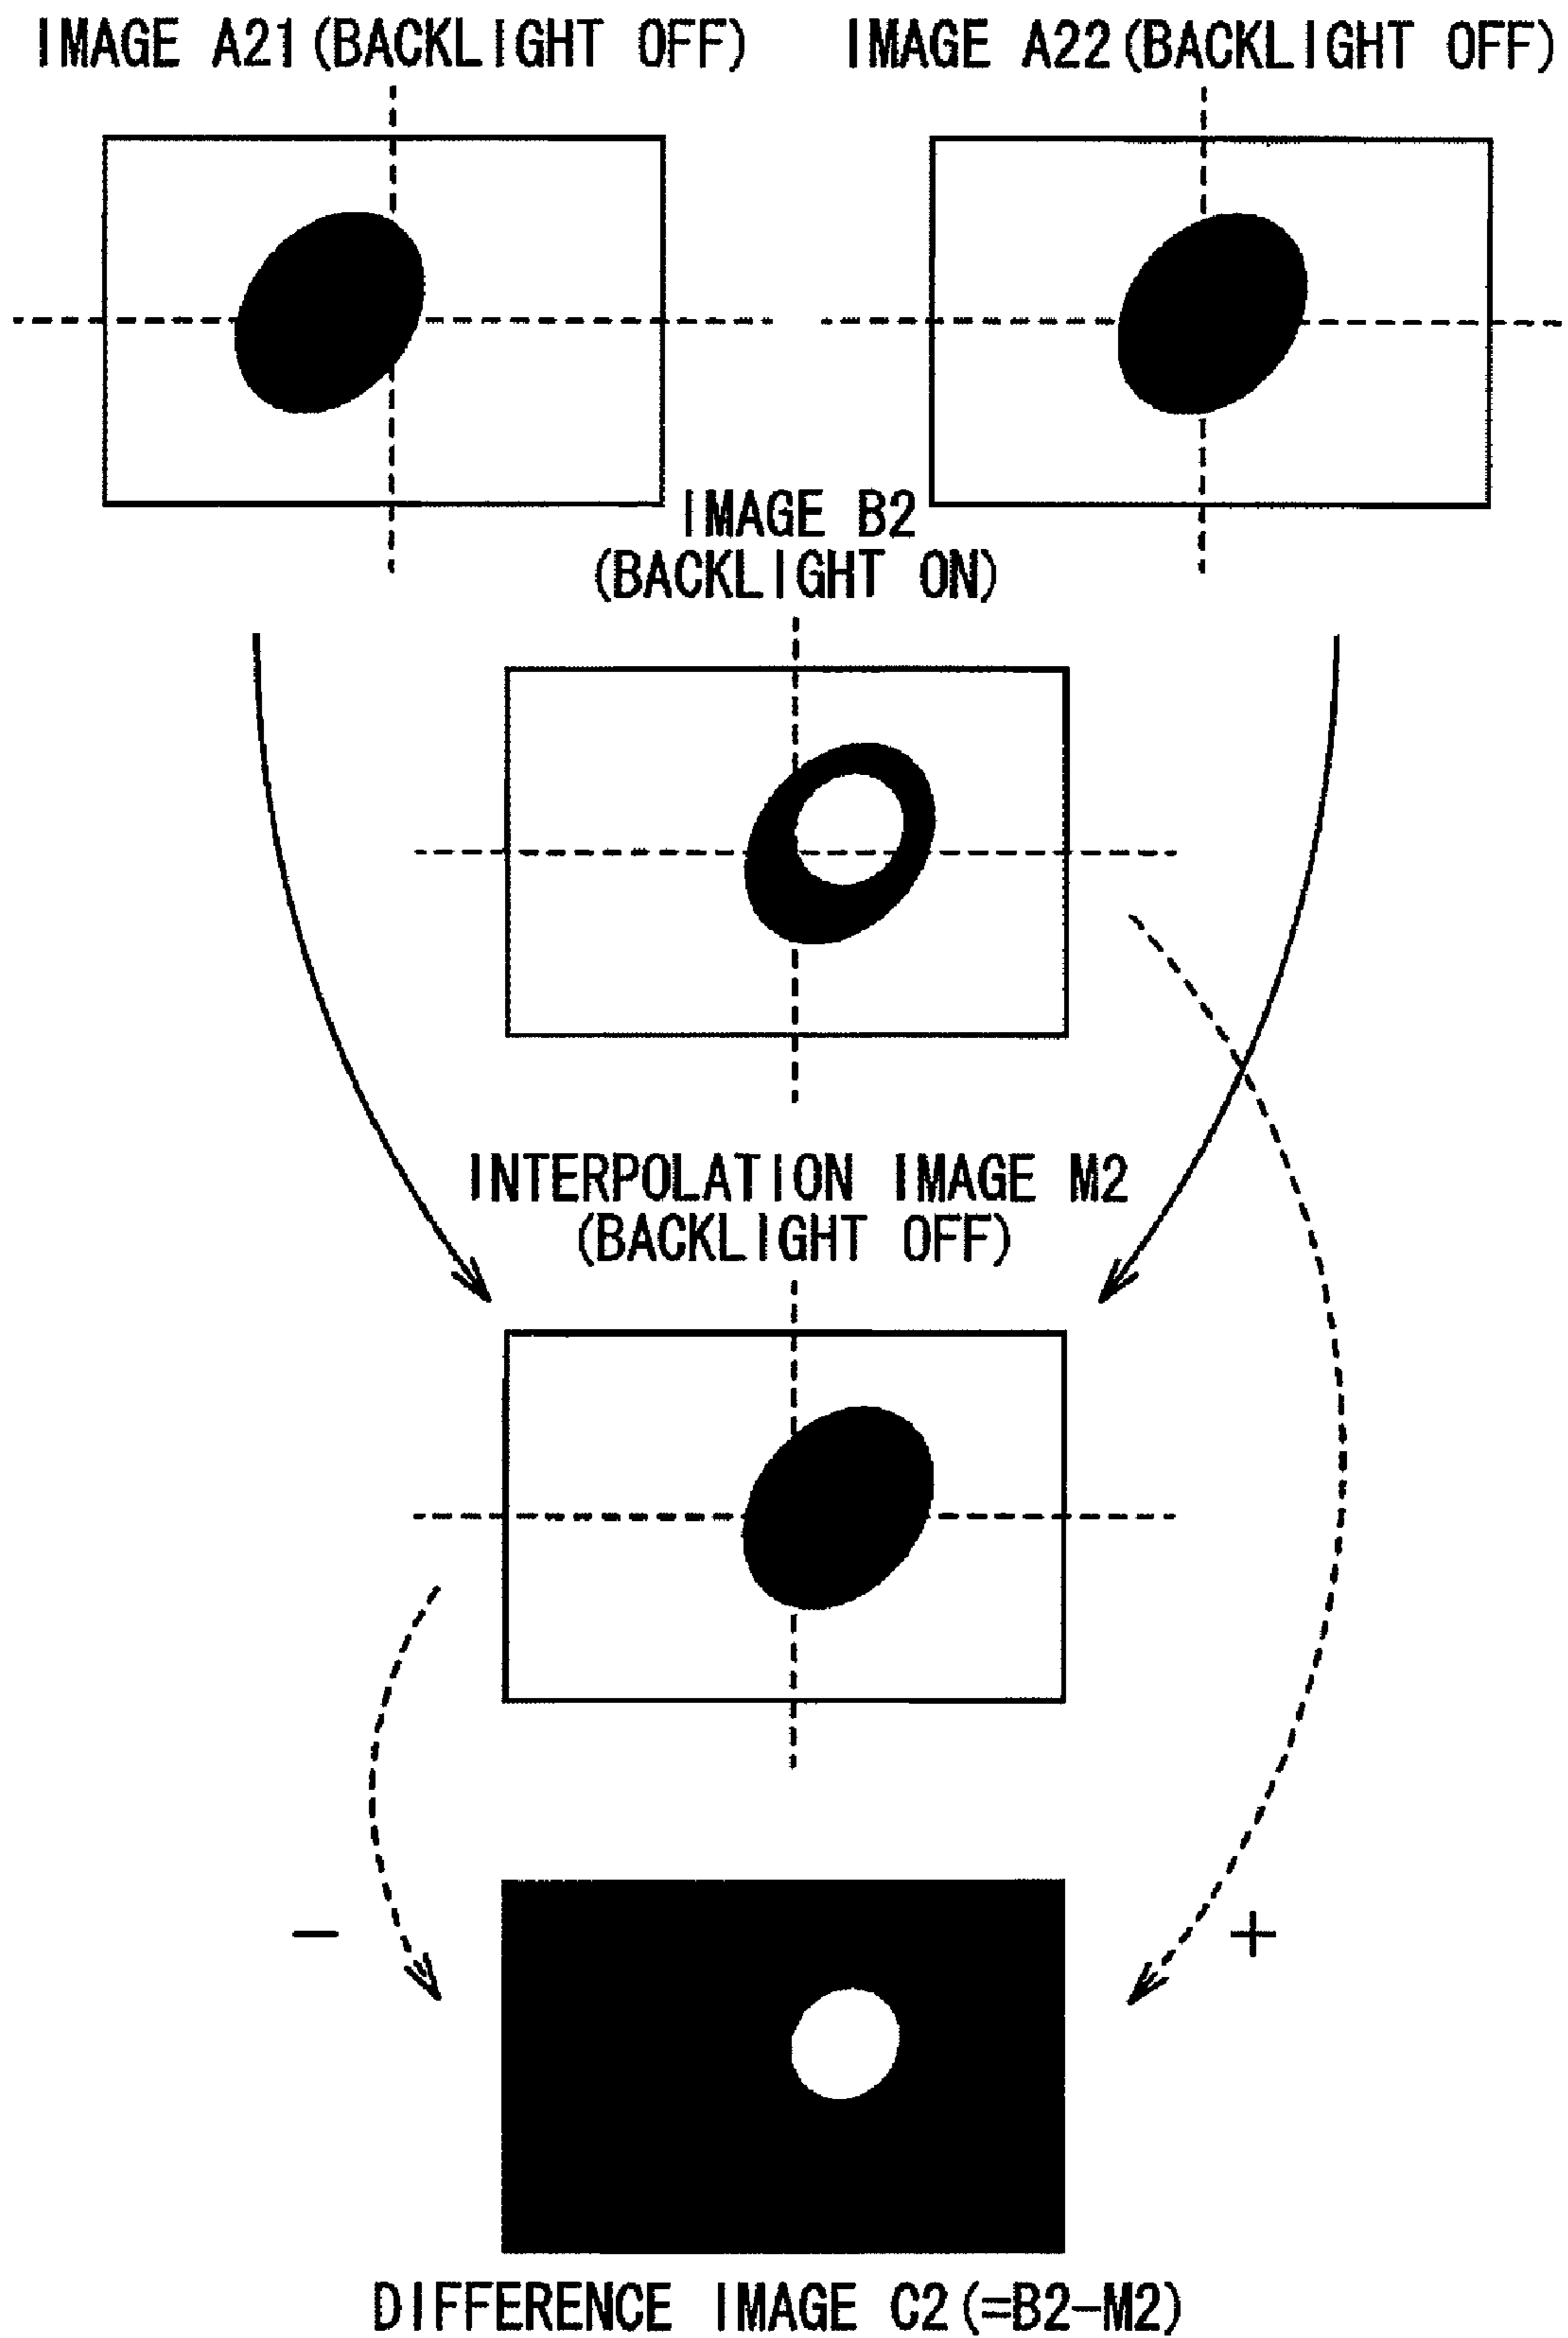 IMAGE A21(BACKLIGHT OFF)
IMAGE A22(BACKLIGHT OFF)
IMAGE B2
(BACKLIGHT ON)
INTERPOLATION IMAGE M2
(BACKLIGHT OFF)
−
+
DIFFERENCE IMAGE C2(=B2−M2)